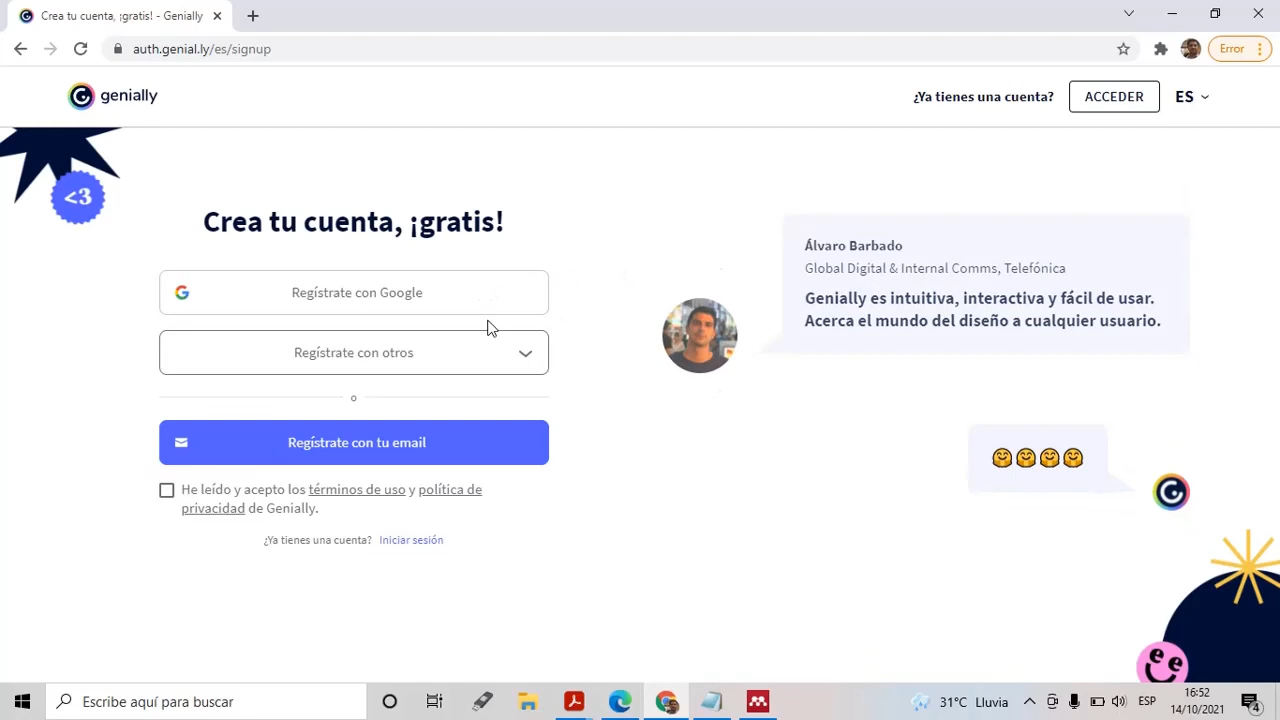 Crea tu cuenta, ¡gratis! - Genially
auth.genial.ly/es/signup
Error
genially
¿Ya tienes una cuenta?
ACCEDER
ES
<3
Crea tu cuenta, ¡gratis!
Regístrate con Google
Regístrate con otros
o
Regístrate con tu email
He leído y acepto los términos de uso y política de
privacidad de Genially.
¿Ya tienes una cuenta? Iniciar sesión
Álvaro Barbado
Global Digital & Internal Comms, Telefónica
Genially es intuitiva, interactiva y fácil de usar.
Acerca el mundo del diseño a cualquier usuario.
Escribe aquí para buscar
31°C Lluvia
ESP
16:52
14/10/2021
4